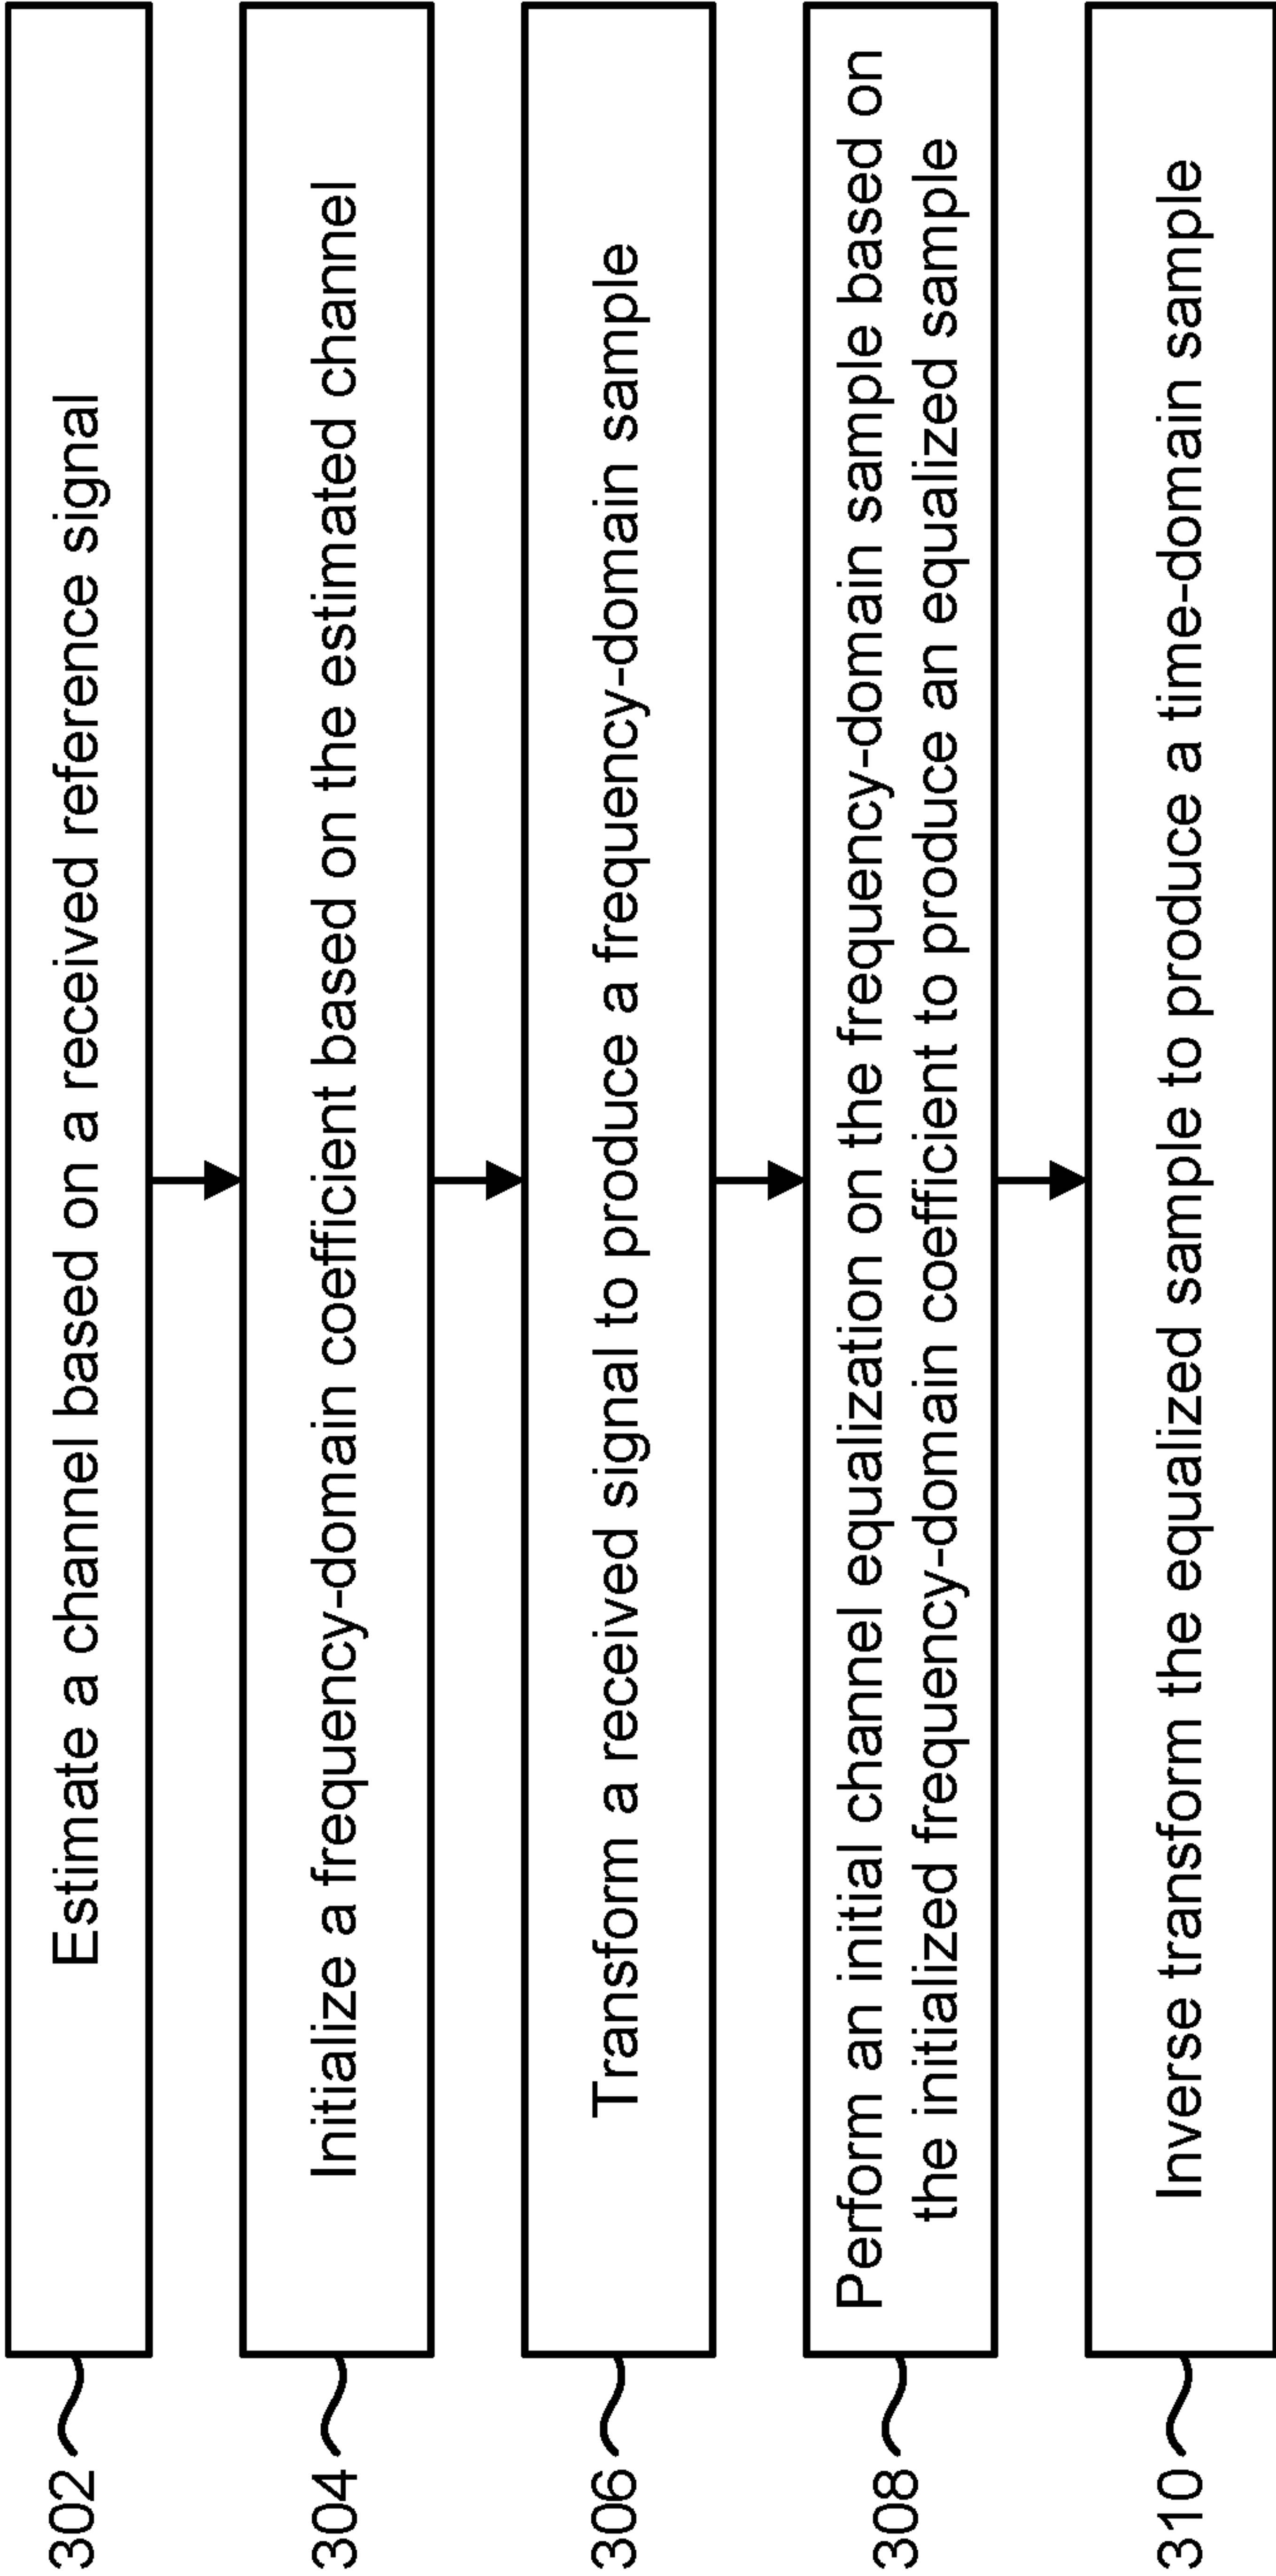 302
Estimate a channel based on a received reference signal
304
Initialize a frequency-domain coefficient based on the estimated channel
306
Transform a received signal to produce a frequency-domain sample
308
Perform an initial channel equalization on the frequency-domain sample based on
the initialized frequency-domain coefficient to produce an equalized sample
310
Inverse transform the equalized sample to produce a time-domain sample